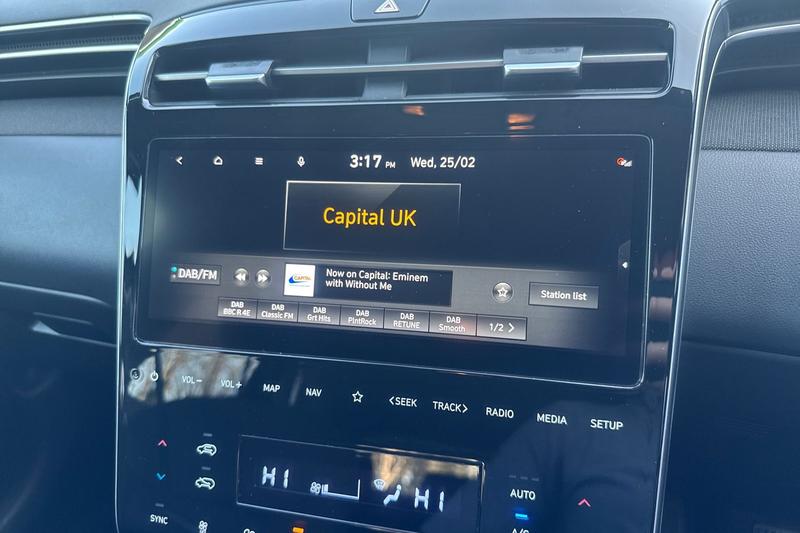 3:17 PM Wed, 25/02
Capital UK
DAB/FM
CAPITAL
Now on Capital: Eminem
with Without Me
Station list
DAB
BBC R 4E
DAB
Classic FM
DAB
Grt Hits
DAB
PlntRock
DAB
RETUNE
DAB
Smooth
1/2 >
VOL−
VOL+
MAP
NAV
<SEEK
TRACK>
RADIO
MEDIA
SETUP
HI
HI
AUTO
SYNC
A/C